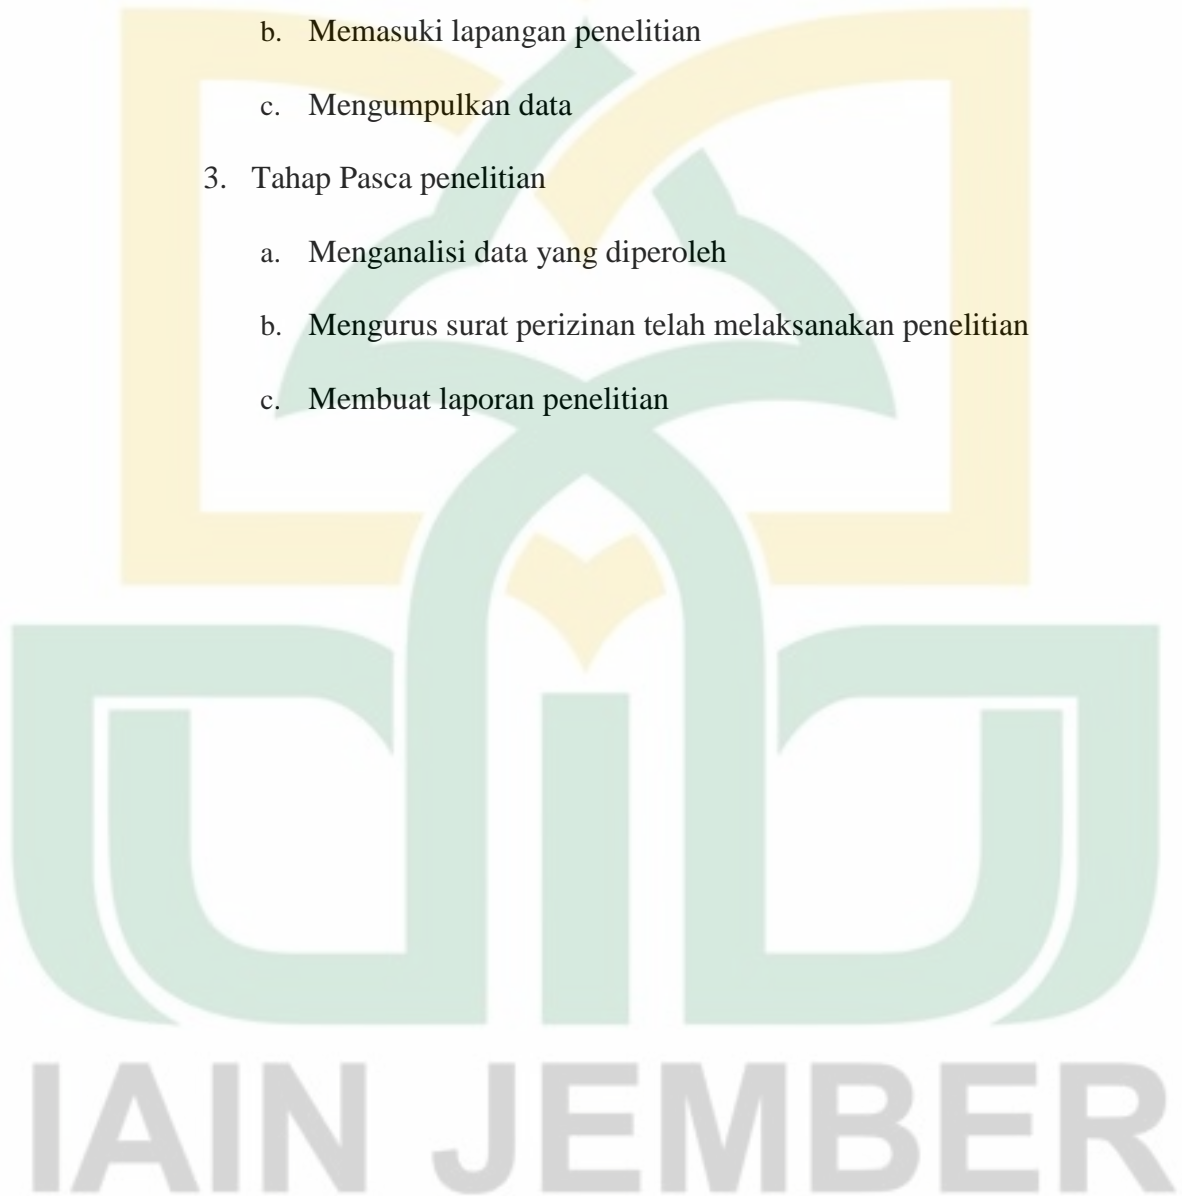 b. Memasuki lapangan penelitian
c. Mengumpulkan data
3. Tahap Pasca penelitian
a. Menganalisi data yang diperoleh
b. Mengurus surat perizinan telah melaksanakan penelitian
c. Membuat laporan penelitian
IAIN JEMBER